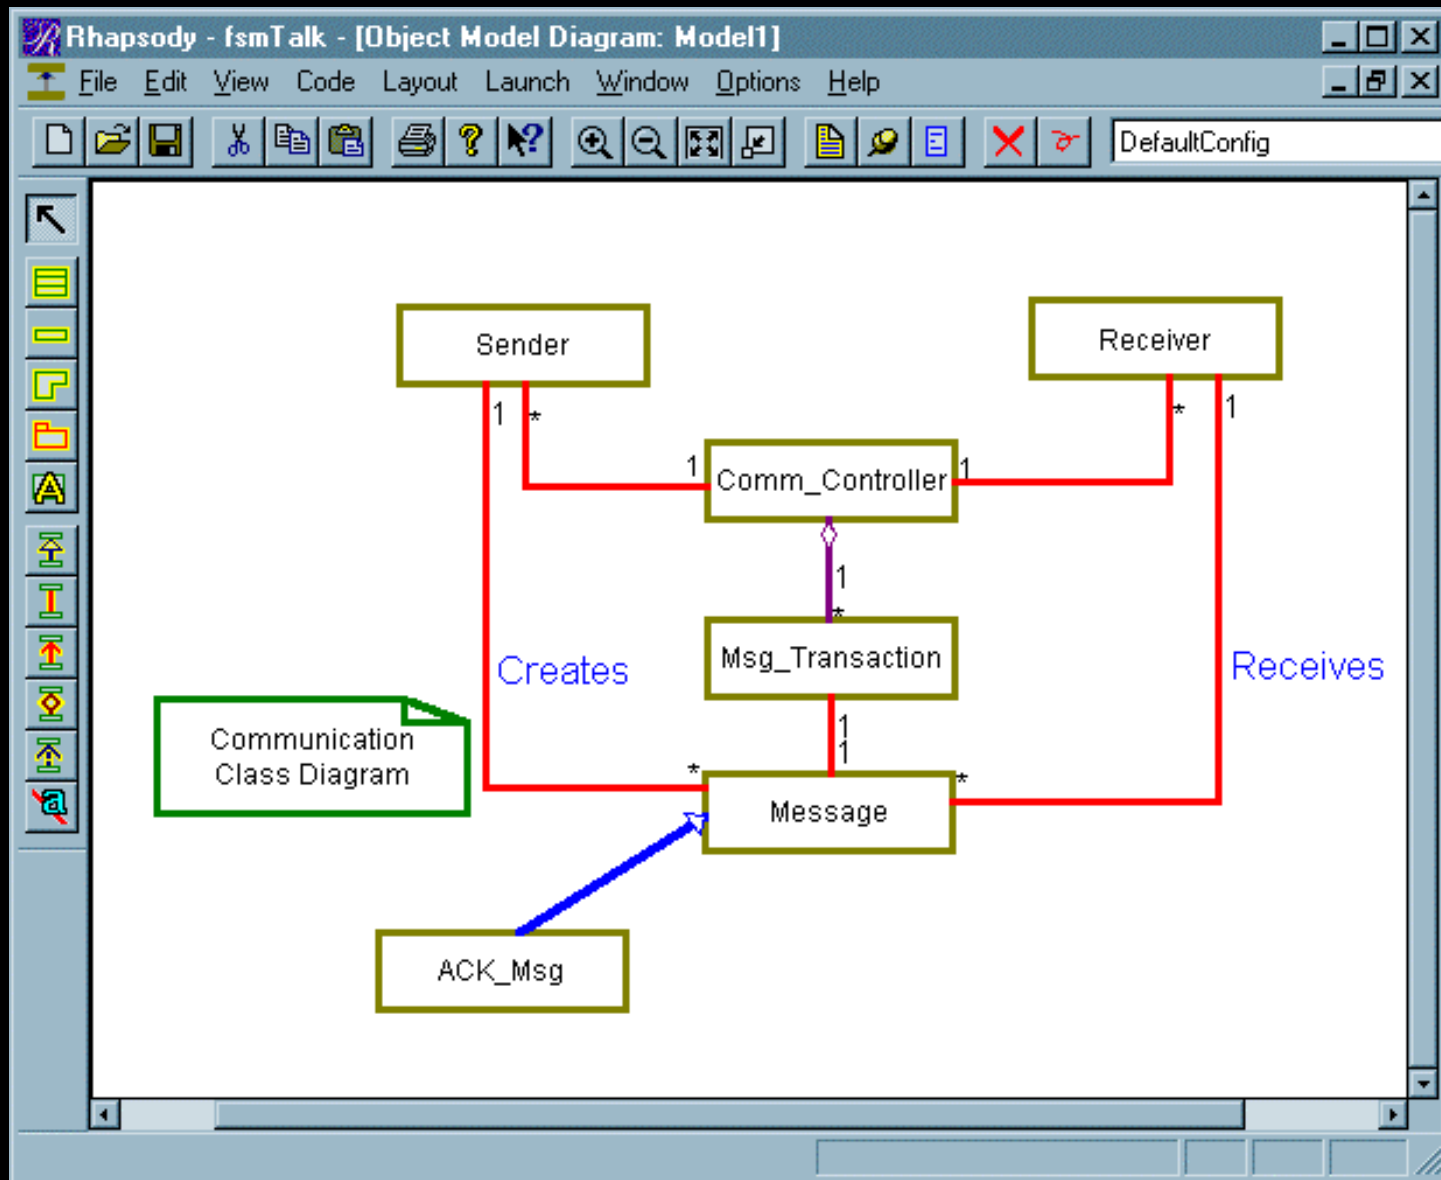 Rhapsody - fsmTalk - [Object Model Diagram: Model1]
File Edit View Code Layout Launch Window Options Help
DefaultConfig
Sender
Receiver
1
*
*
1
1
Comm_Controller
1
1
*
Msg_Transaction
Creates
Receives
1
1
Communication
Class Diagram
*
*
Message
ACK_Msg